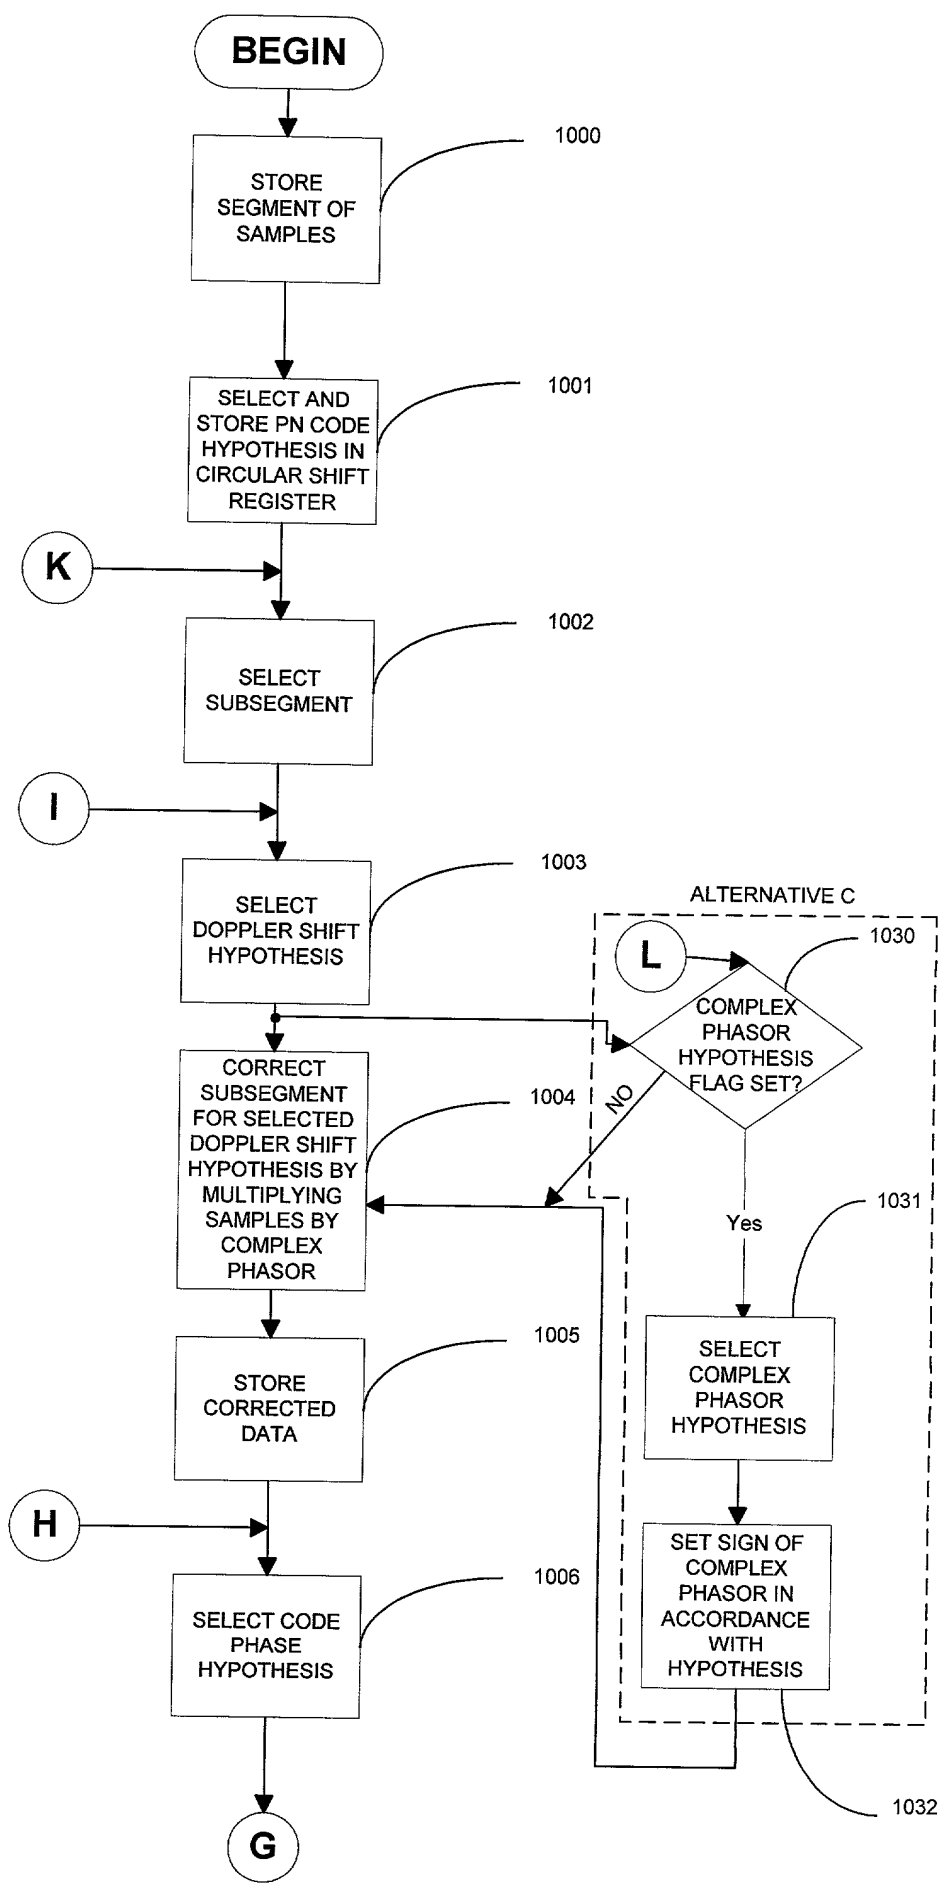 BEGIN
1000
STORE
SEGMENT OF
SAMPLES
1001
SELECT AND
STORE PN CODE
HYPOTHESIS IN
CIRCULAR SHIFT
REGISTER
K
1002
SELECT
SUBSEGMENT
I
1003
SELECT
DOPPLER SHIFT
HYPOTHESIS
ALTERNATIVE C
L
1030
COMPLEX
PHASOR
HYPOTHESIS
FLAG SET?
NO
Yes
1004
CORRECT
SUBSEGMENT
FOR SELECTED
DOPPLER SHIFT
HYPOTHESIS BY
MULTIPLYING
SAMPLES BY
COMPLEX
PHASOR
1031
SELECT
COMPLEX
PHASOR
HYPOTHESIS
1005
STORE
CORRECTED
DATA
H
SET SIGN OF
COMPLEX
PHASOR IN
ACCORDANCE
WITH
HYPOTHESIS
1006
SELECT CODE
PHASE
HYPOTHESIS
1032
G